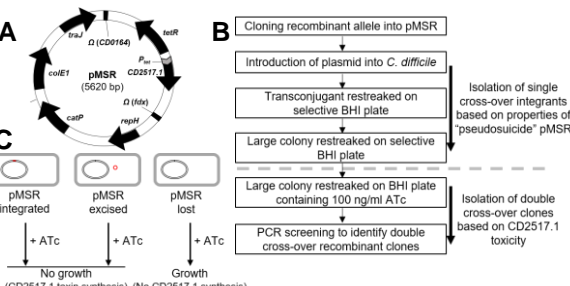 A
traJ
Ω (CD0164)
tetR
Ptet
CD2517.1
pMSR
(5620 bp)
colE1
Ω (fdx)
catP
repH
B
Cloning recombinant allele into pMSR
Introduction of plasmid into C. difficile
Transconjugant restreaked on
selective BHI plate
Large colony restreaked on selective
BHI plate
Isolation of single
cross-over integrants
based on properties of
“pseudosuicide” pMSR
Large colony restreaked on BHI plate
containing 100 ng/ml ATc
PCR screening to identify double
cross-over recombinant clones
Isolation of double
cross-over clones
based on CD2517.1
toxicity
C
pMSR
integrated
pMSR
excised
pMSR
lost
+ ATc
+ ATc
+ ATc
No growth
Growth
(CD2517.1 toxin synthesis)
(No CD2517.1 synthesis)